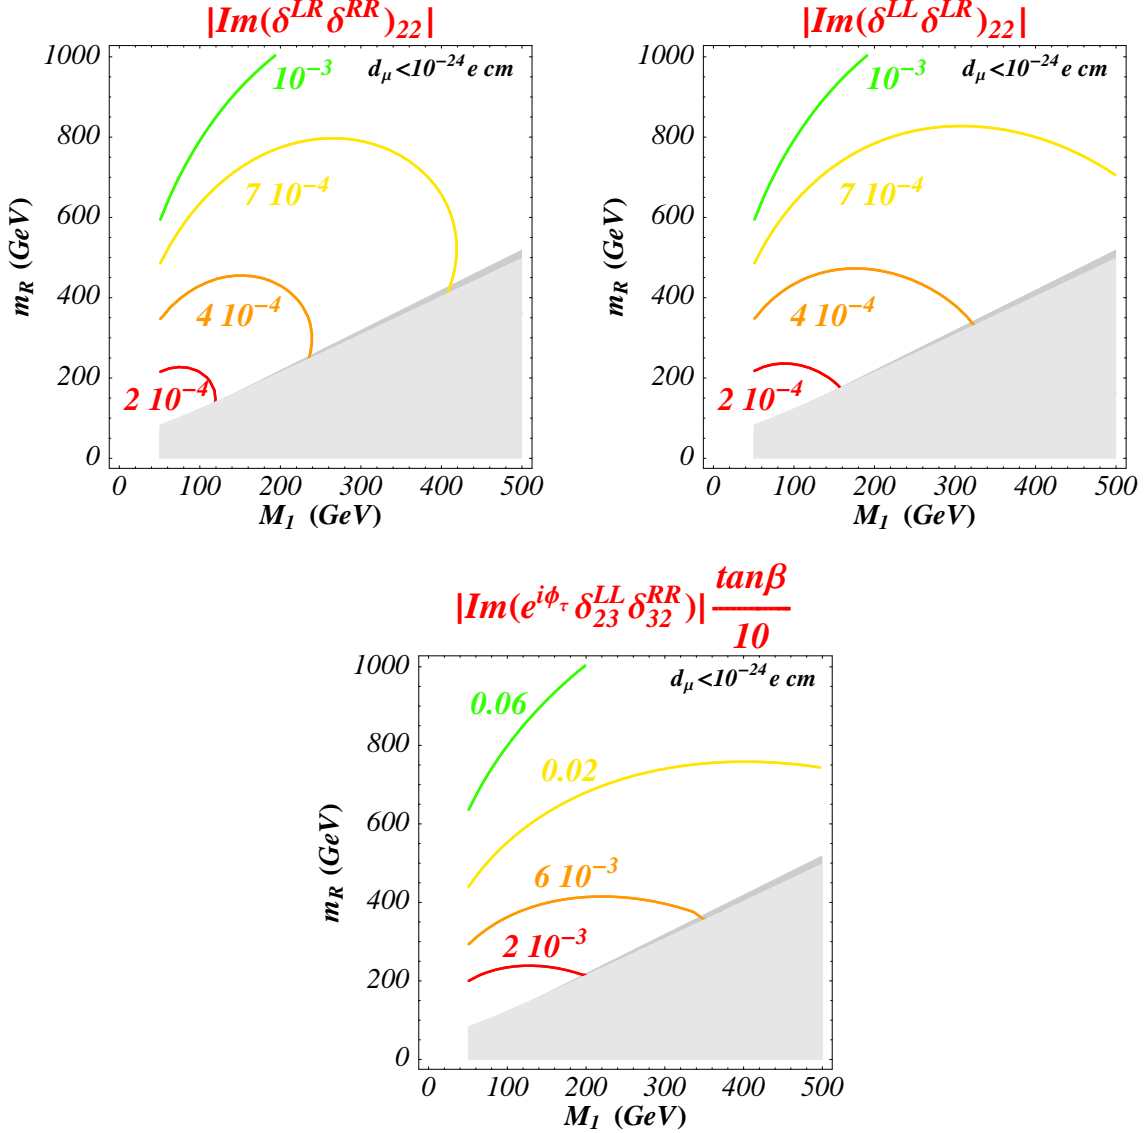 |Im(δ^LR δ^RR)_22|
d_μ<10^−24 e cm
10^−3
7 10^−4
4 10^−4
2 10^−4
1000
800
600
400
200
0
m_R (GeV)
0 100 200 300 400 500
M_1 (GeV)
|Im(δ^LL δ^LR)_22|
d_μ<10^−24 e cm
10^−3
7 10^−4
4 10^−4
2 10^−4
1000
800
600
400
200
0
m_R (GeV)
0 100 200 300 400 500
M_1 (GeV)
|Im(e^{iϕ_τ} δ_23^LL δ_32^RR)| tanβ/10
d_μ<10^−24 e cm
0.06
0.02
6 10^−3
2 10^−3
1000
800
600
400
200
0
m_R (GeV)
0 100 200 300 400 500
M_1 (GeV)